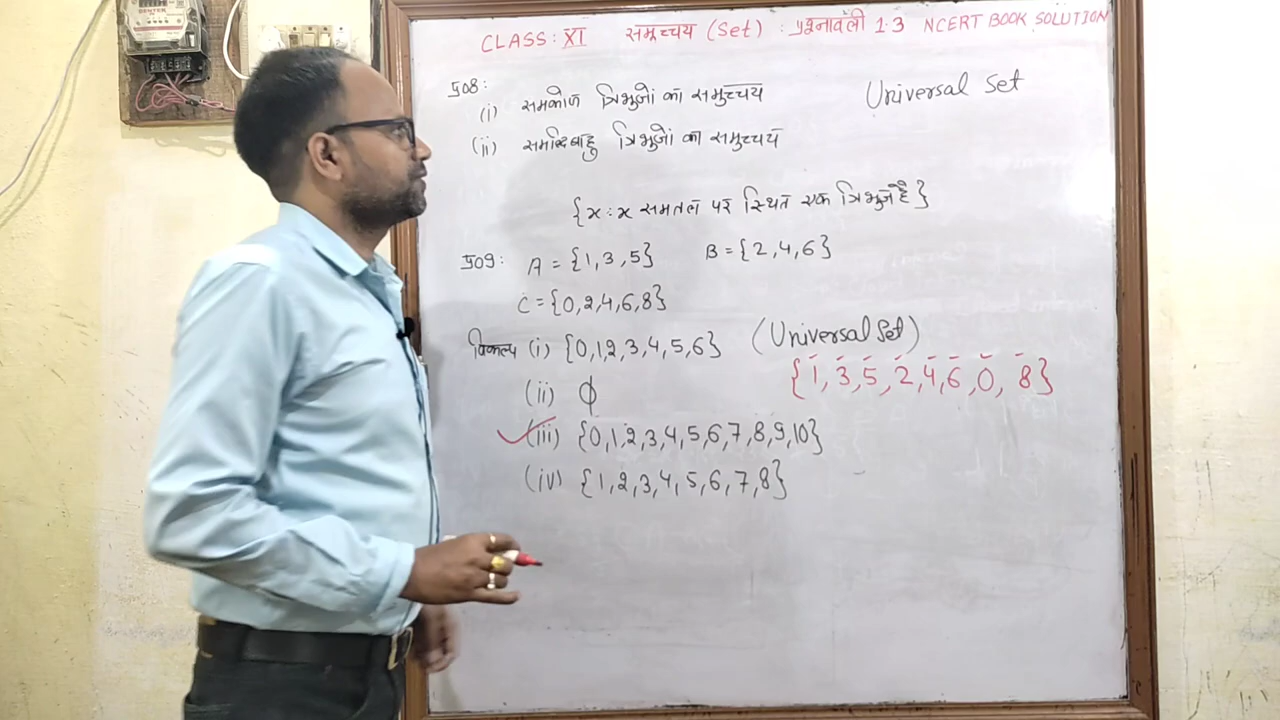 CLASS: XI समुच्चय (Set) : प्रश्नावली 1.3 NCERT BOOK SOLUTION
प्र08:
(i) समकोण त्रिभुजों का समुच्चय
Universal Set
(ii) समद्विबाहु त्रिभुजों का समुच्चय
{x : x समतल पर स्थित एक त्रिभुज है}
प्र09: A = {1,3,5} B = {2,4,6}
C = {0,2,4,6,8}
विकल्प (i) {0,1,2,3,4,5,6} (Universal Set)
{1, 3, 5, 2, 4, 6, 0, 8}
(ii) ϕ
(iii) {0,1,2,3,4,5,6,7,8,9,10}
(iv) {1,2,3,4,5,6,7,8}